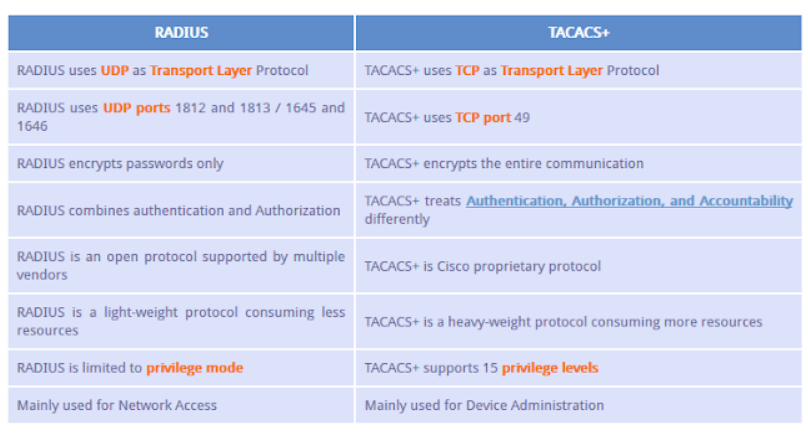 RADIUS
TACACS+
RADIUS uses UDP as Transport Layer Protocol
TACACS+ uses TCP as Transport Layer Protocol
RADIUS uses UDP ports 1812 and 1813 / 1645 and
1646
TACACS+ uses TCP port 49
RADIUS encrypts passwords only
TACACS+ encrypts the entire communication
RADIUS combines authentication and Authorization
TACACS+ treats Authentication, Authorization, and Accountability
differently
RADIUS is an open protocol supported by multiple
vendors
TACACS+ is Cisco proprietary protocol
RADIUS is a light-weight protocol consuming less
resources
TACACS+ is a heavy-weight protocol consuming more resources
RADIUS is limited to privilege mode
TACACS+ supports 15 privilege levels
Mainly used for Network Access
Mainly used for Device Administration